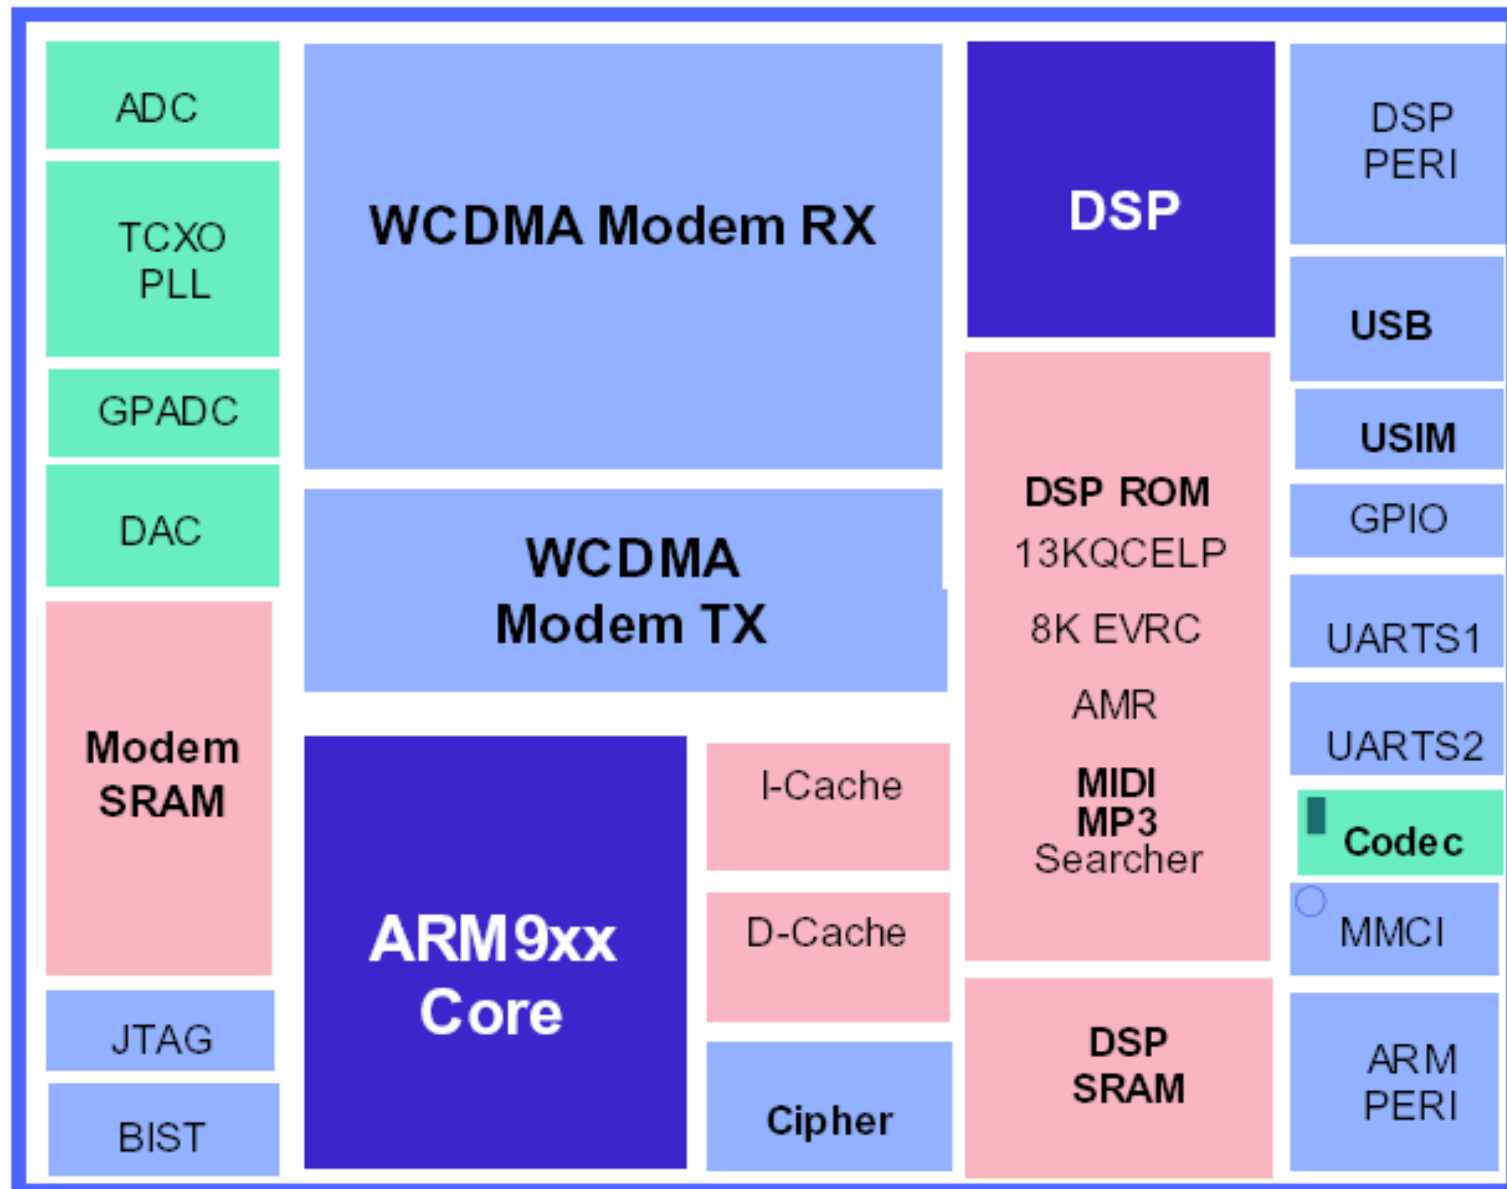 ADC
TCXO
PLL
GPADC
DAC
Modem
SRAM
JTAG
BIST
WCDMA Modem RX
WCDMA
Modem TX
ARM9xx
Core
I-Cache
D-Cache
Cipher
DSP
DSP ROM
13KQCELP
8K EVRC
AMR
MIDI
MP3
Searcher
DSP
SRAM
DSP
PERI
USB
USIM
GPIO
UARTS1
UARTS2
Codec
MMCI
ARM
PERI